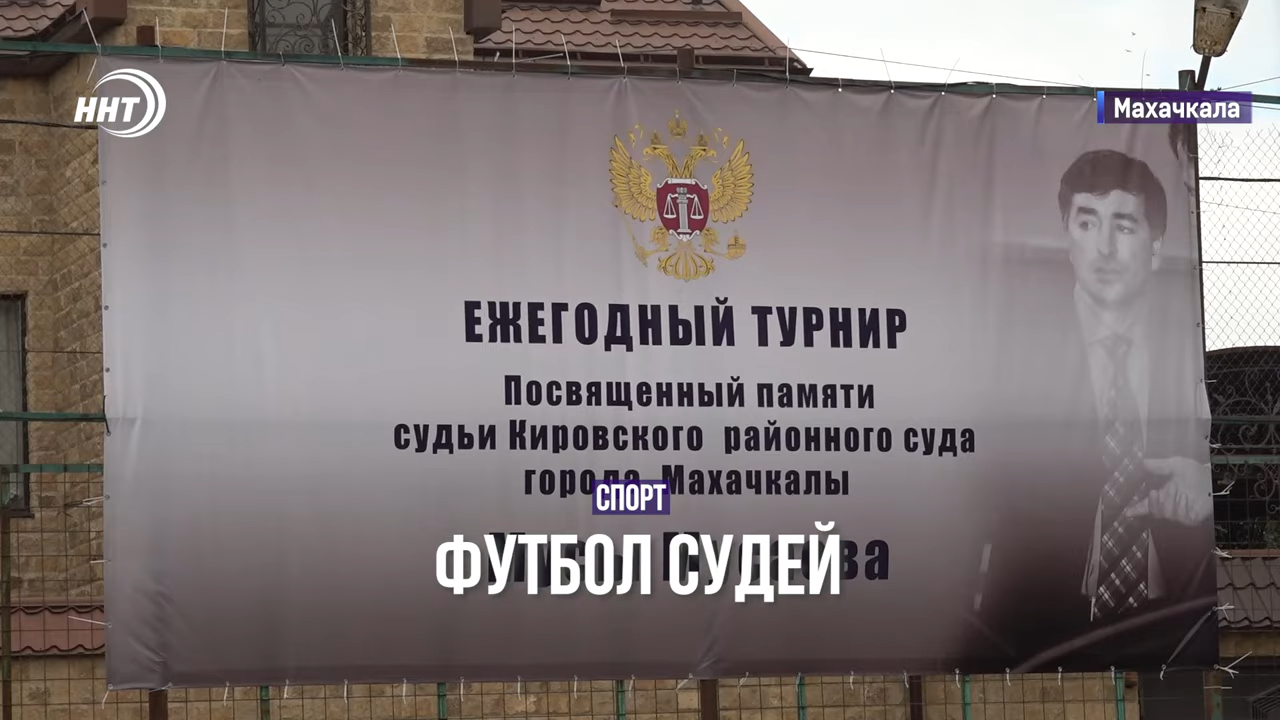 ННТ
Махачкала
ЕЖЕГОДНЫЙ ТУРНИР
Посвященный памяти
судьи Кировского районного суда
города Махачкалы
СПОРТ
ФУТБОЛ СУДЕЙ